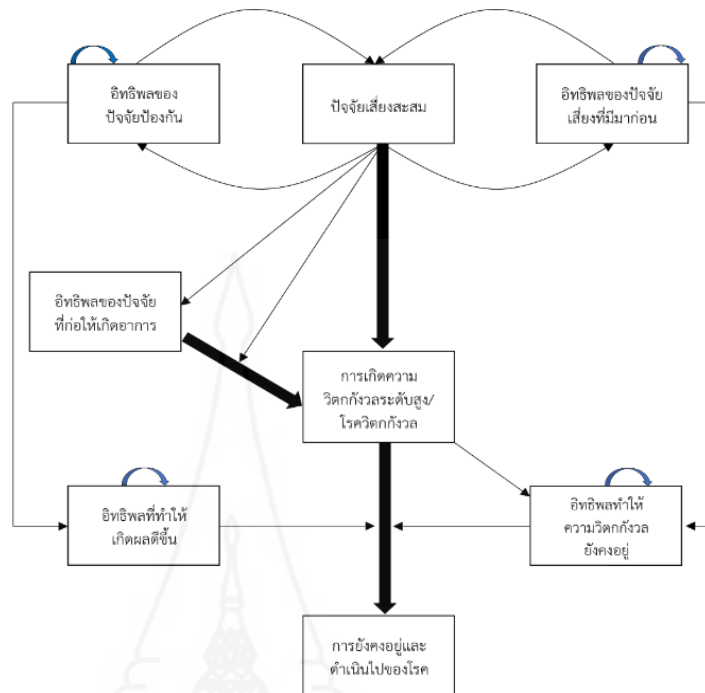 อิทธิพลของ
ปัจจัยป้องกัน
ปัจจัยเสี่ยงสะสม
อิทธิพลของปัจจัย
เสี่ยงที่มีมาก่อน
อิทธิพลของปัจจัย
ที่ก่อให้เกิดอาการ
การเกิดความ
วิตกกังวลระดับสูง/
โรควิตกกังวล
อิทธิพลที่ทำให้
เกิดผลดีขึ้น
อิทธิพลทำให้
ความวิตกกังวล
ยังคงอยู่
การยังคงอยู่และ
ดำเนินไปของโรค